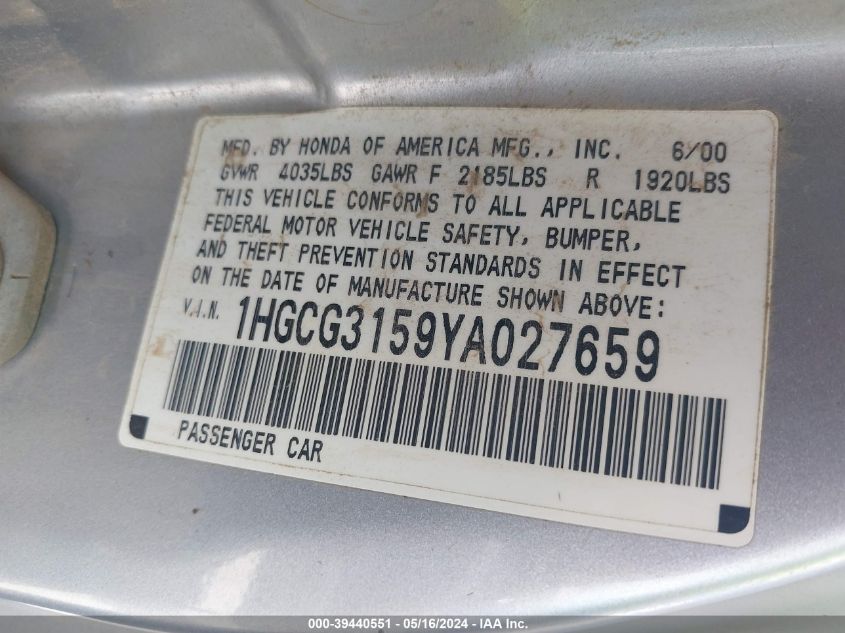 MFD. BY HONDA OF AMERICA MFG., INC. 6/00
GVWR 4035LBS GAWR F 2185LBS R 1920LBS
THIS VEHICLE CONFORMS TO ALL APPLICABLE
FEDERAL MOTOR VEHICLE SAFETY, BUMPER,
AND THEFT PREVENTION STANDARDS IN EFFECT
ON THE DATE OF MANUFACTURE SHOWN ABOVE:
V.I.N. 1HGCG3159YA027659
PASSENGER CAR
000-39440551 - 05/16/2024 - IAA Inc.